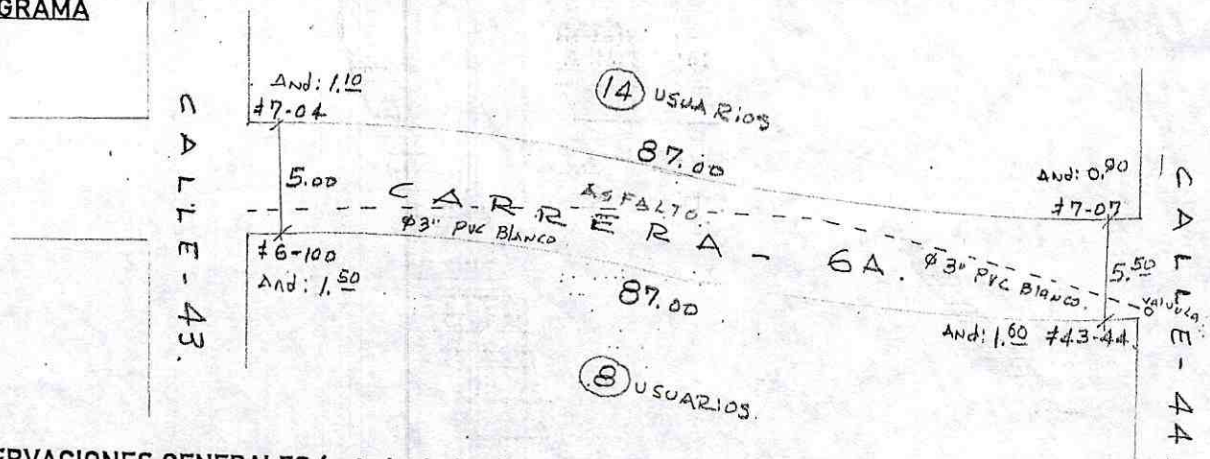 GRAMA
And: 1.10
#7-04
14 USUARIOS
87.00
CALLE-43.
5.00
CARRERA - 6A.
ASFALTO
Ø3" PVC BLANCO
#6-100
And: 1.50
And: 0.90
#7-07
5.50
Ø3" PVC BLANCO.
VALVULA
87.00
And: 1.60 #43-44
8 USUARIOS.
CALLE-44
ERVACIONES GENERALES